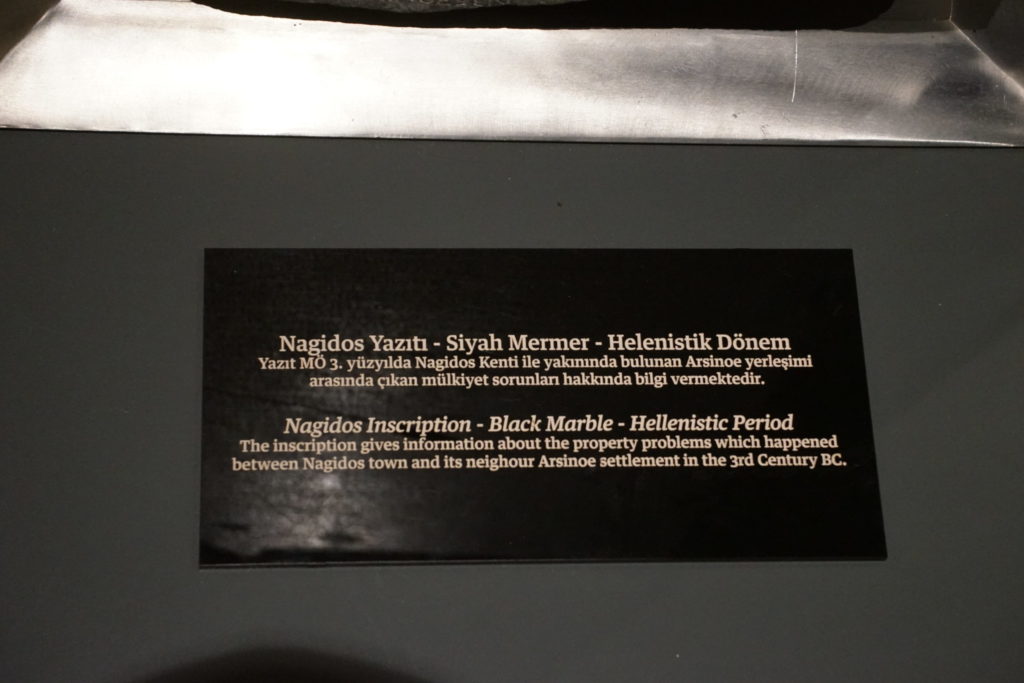 Nagidos Yazıtı - Siyah Mermer - Helenistik Dönem
Yazıt MÖ 3. yüzyılda Nagidos Kenti ile yakınında bulunan Arsinoe yerleşimi
arasında çıkan mülkiyet sorunları hakkında bilgi vermektedir.
Nagidos Inscription - Black Marble - Hellenistic Period
The inscription gives information about the property problems which happened
between Nagidos town and its neighour Arsinoe settlement in the 3rd Century BC.